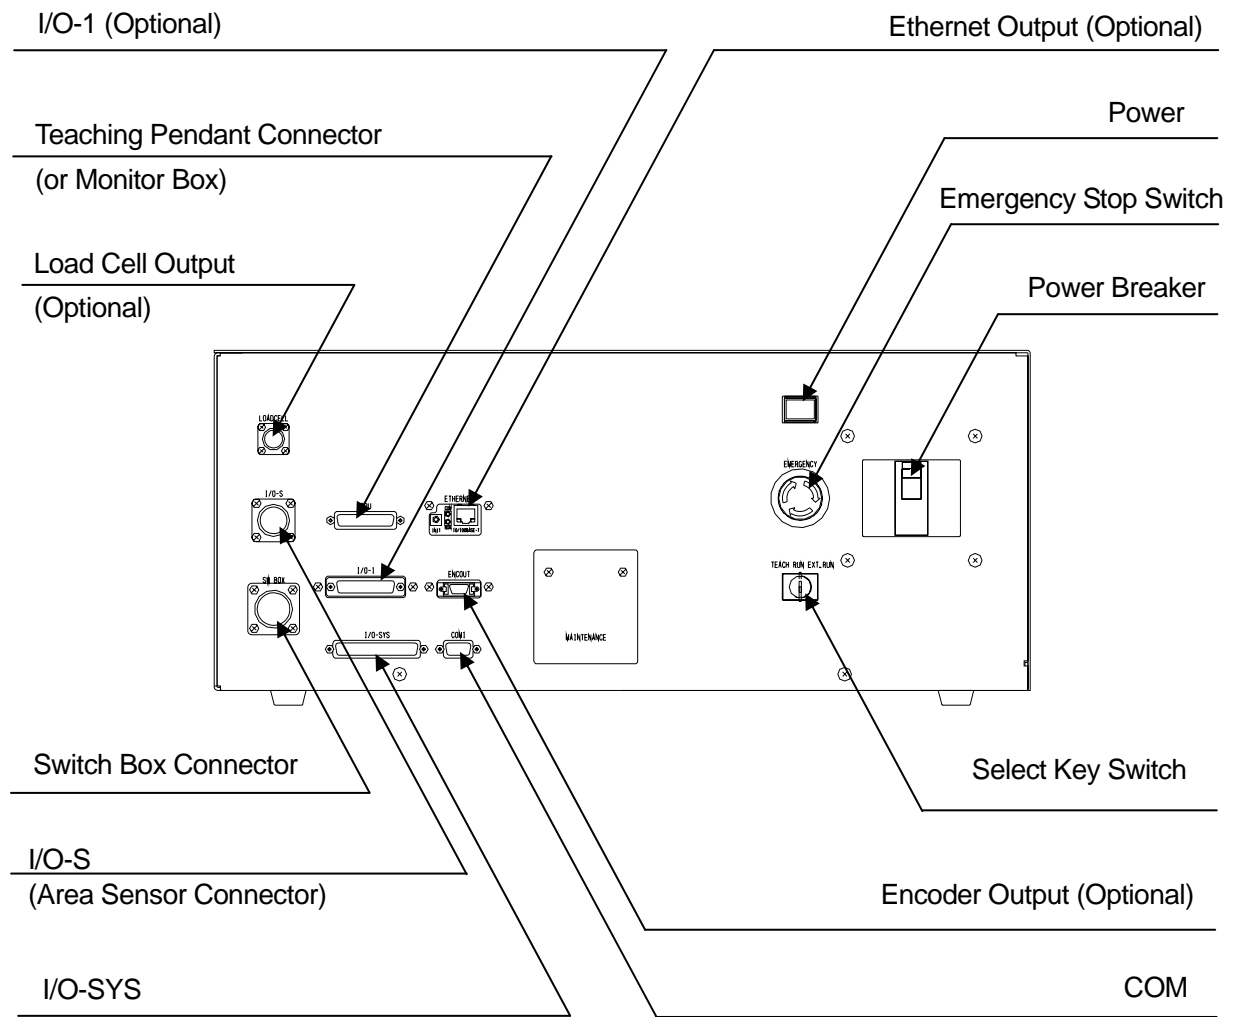 I/O-1 (Optional)
Ethernet Output (Optional)
Power
Teaching Pendant Connector
(or Monitor Box)
Emergency Stop Switch
Load Cell Output
(Optional)
Power Breaker
LOADCELL
I/O-S
ETHERNET
10/100BASE-T
EMERGENCY
I/O-1
ENCOUT
TEACH RUN EXT.RUN
SW BOX
I/O-SYS
COM1
MAINTENANCE
Switch Box Connector
Select Key Switch
I/O-S
(Area Sensor Connector)
Encoder Output (Optional)
I/O-SYS
COM